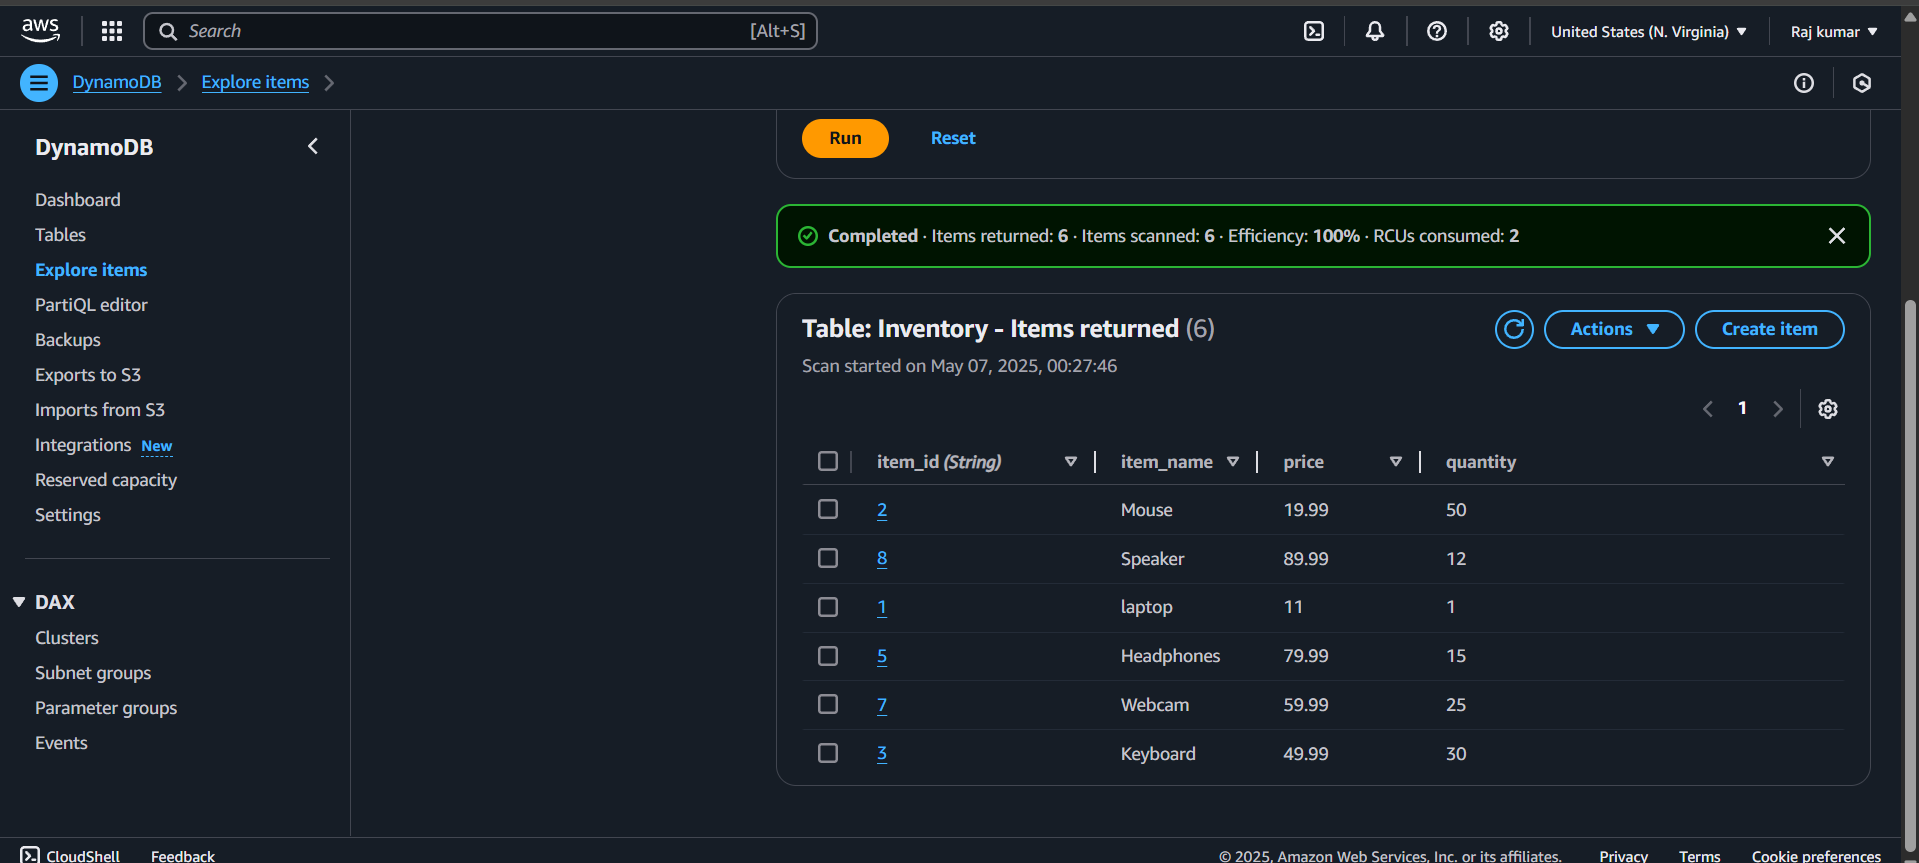 aws
Search [Alt+S]
United States (N. Virginia)
Raj kumar
DynamoDB
Explore items
DynamoDB
Dashboard
Tables
Explore items
PartiQL editor
Backups
Exports to S3
Imports from S3
Integrations New
Reserved capacity
Settings
DAX
Clusters
Subnet groups
Parameter groups
Events
Run Reset
Completed · Items returned: 6 · Items scanned: 6 · Efficiency: 100% · RCUs consumed: 2
Table: Inventory - Items returned (6)
Actions
Create item
Scan started on May 07, 2025, 00:27:46
1
item_id (String) item_name price quantity
2 Mouse 19.99 50
8 Speaker 89.99 12
1 laptop 11 1
5 Headphones 79.99 15
7 Webcam 59.99 25
3 Keyboard 49.99 30
CloudShell Feedback © 2025, Amazon Web Services, Inc. or its affiliates. Privacy Terms Cookie preferences